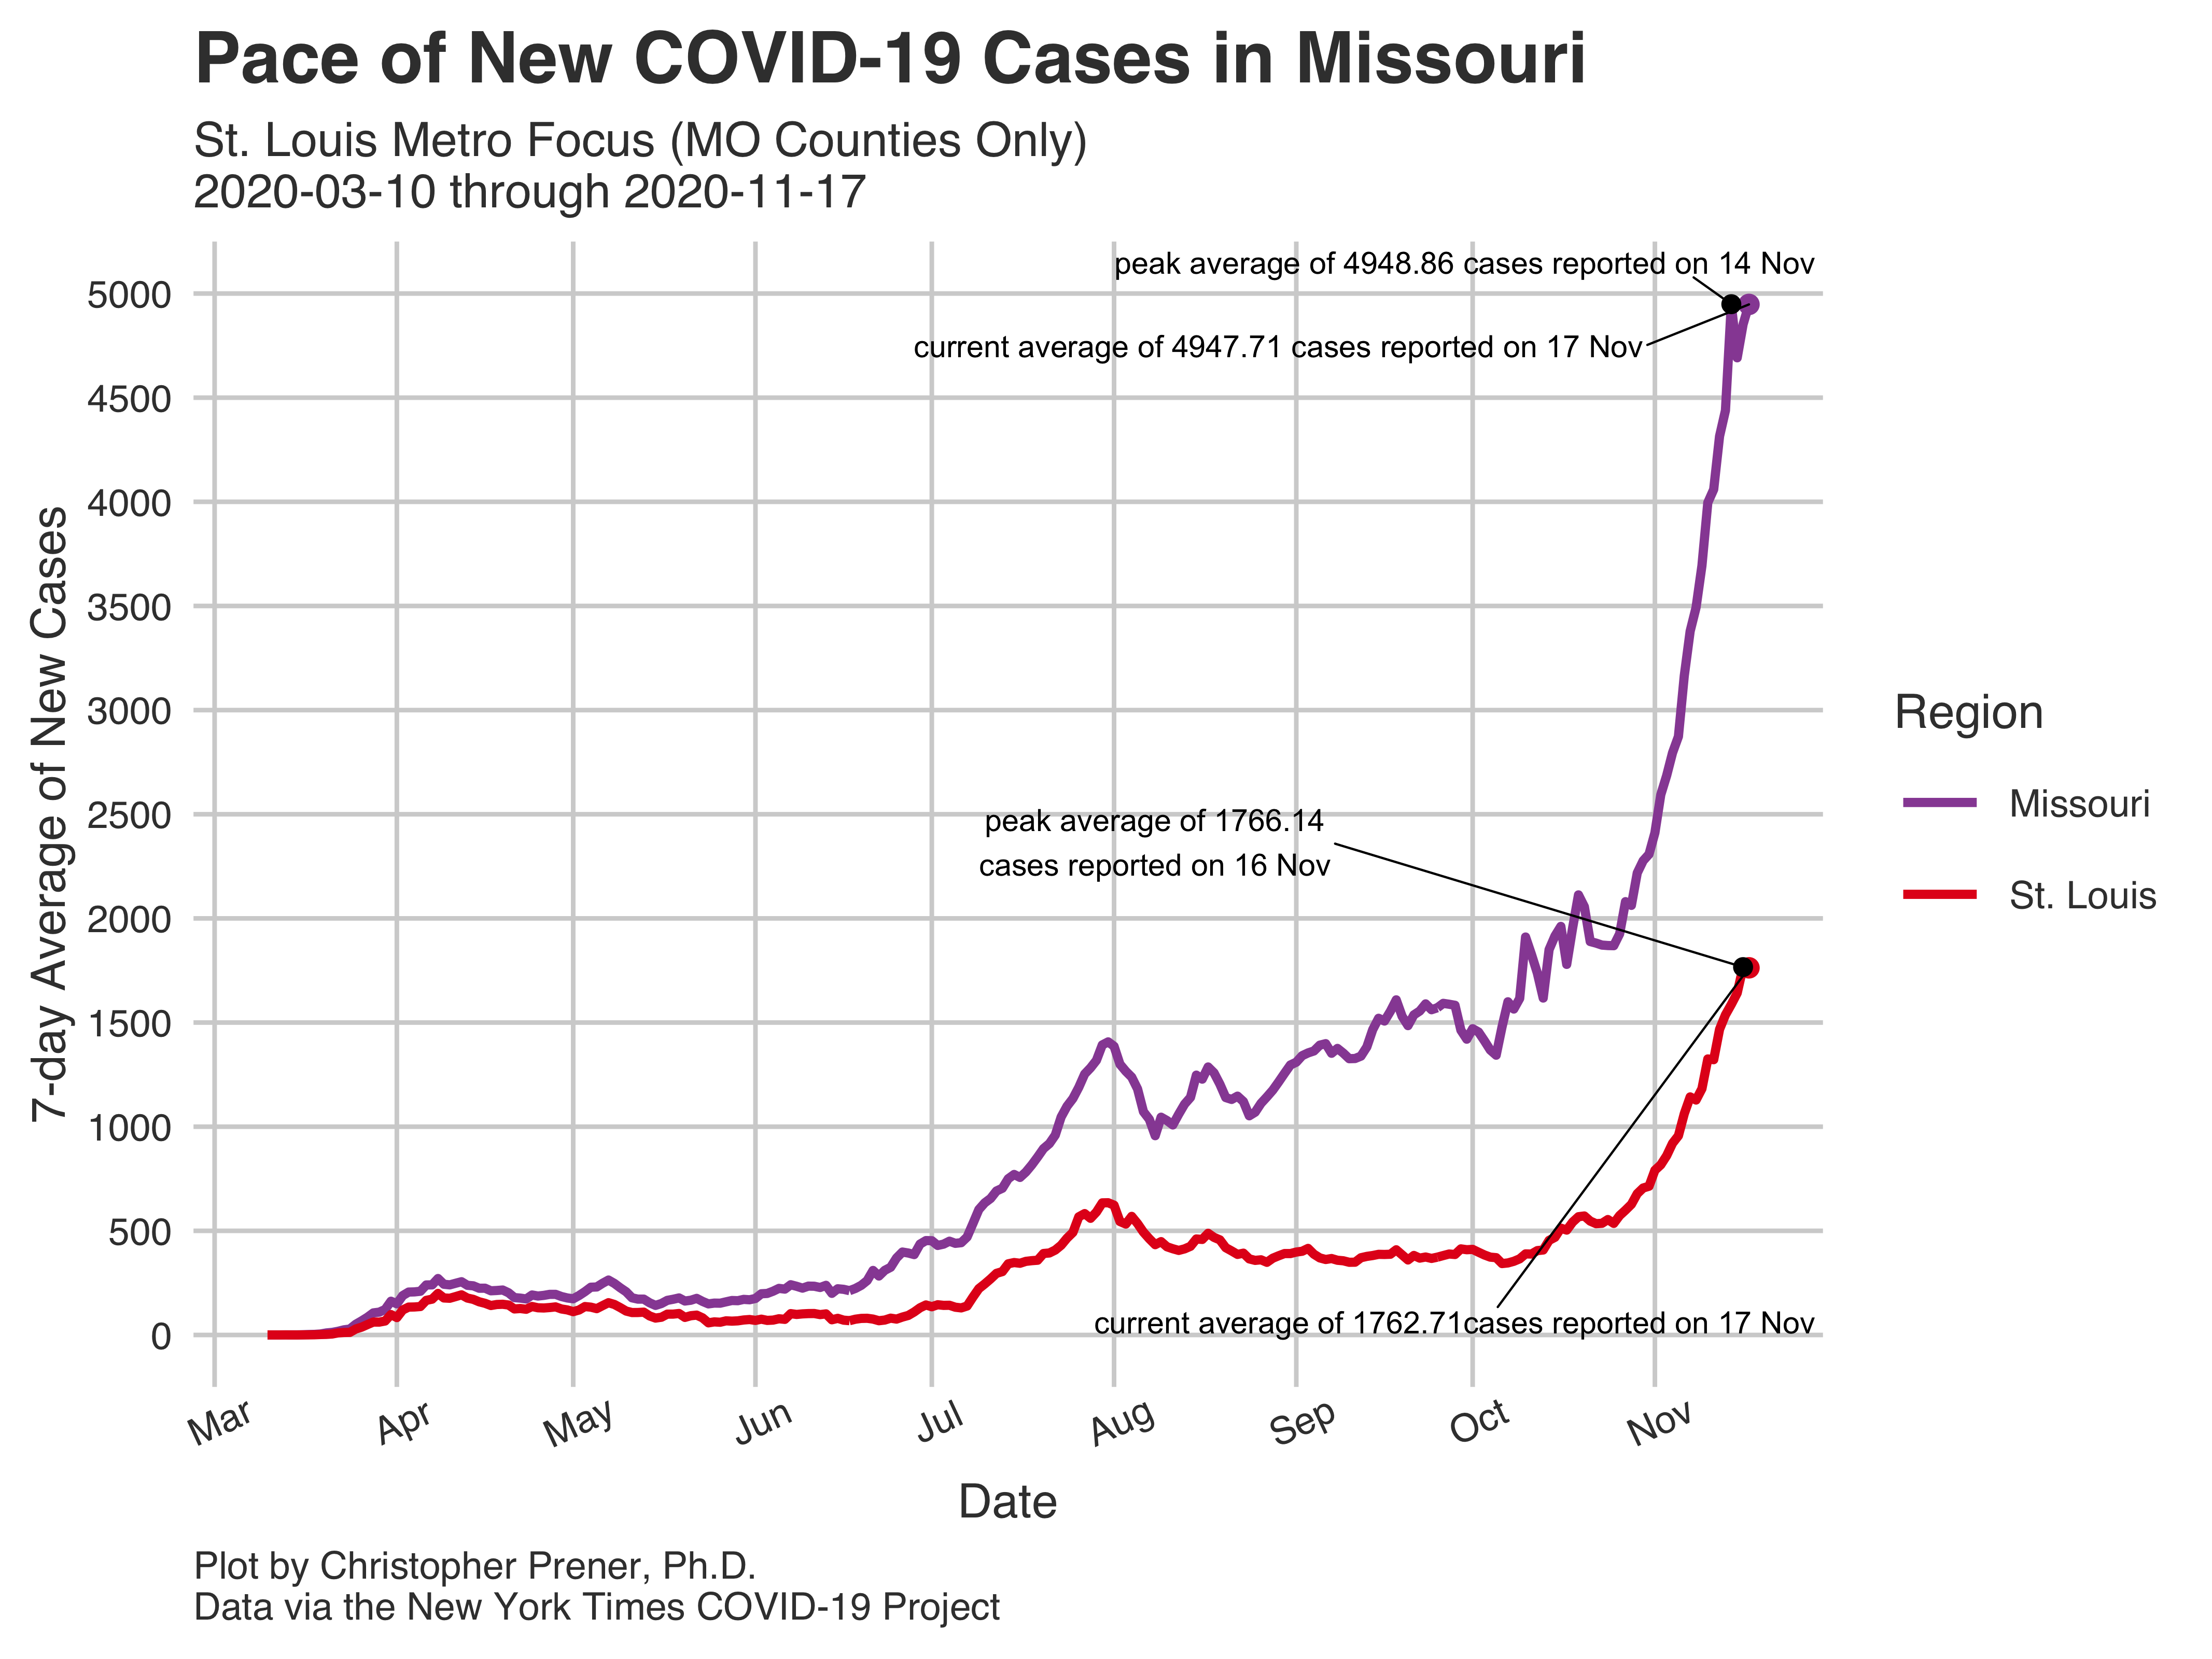 Pace of New COVID-19 Cases in Missouri
St. Louis Metro Focus (MO Counties Only)
2020-03-10 through 2020-11-17
peak average of 4948.86 cases reported on 14 Nov
current average of 4947.71 cases reported on 17 Nov
peak average of 1766.14
cases reported on 16 Nov
current average of 1762.71cases reported on 17 Nov
7-day Average of New Cases
5000
4500
4000
3500
3000
2500
2000
1500
1000
500
0
Mar
Apr
May
Jun
Jul
Aug
Sep
Oct
Nov
Date
Region
Missouri
St. Louis
Plot by Christopher Prener, Ph.D.
Data via the New York Times COVID-19 Project